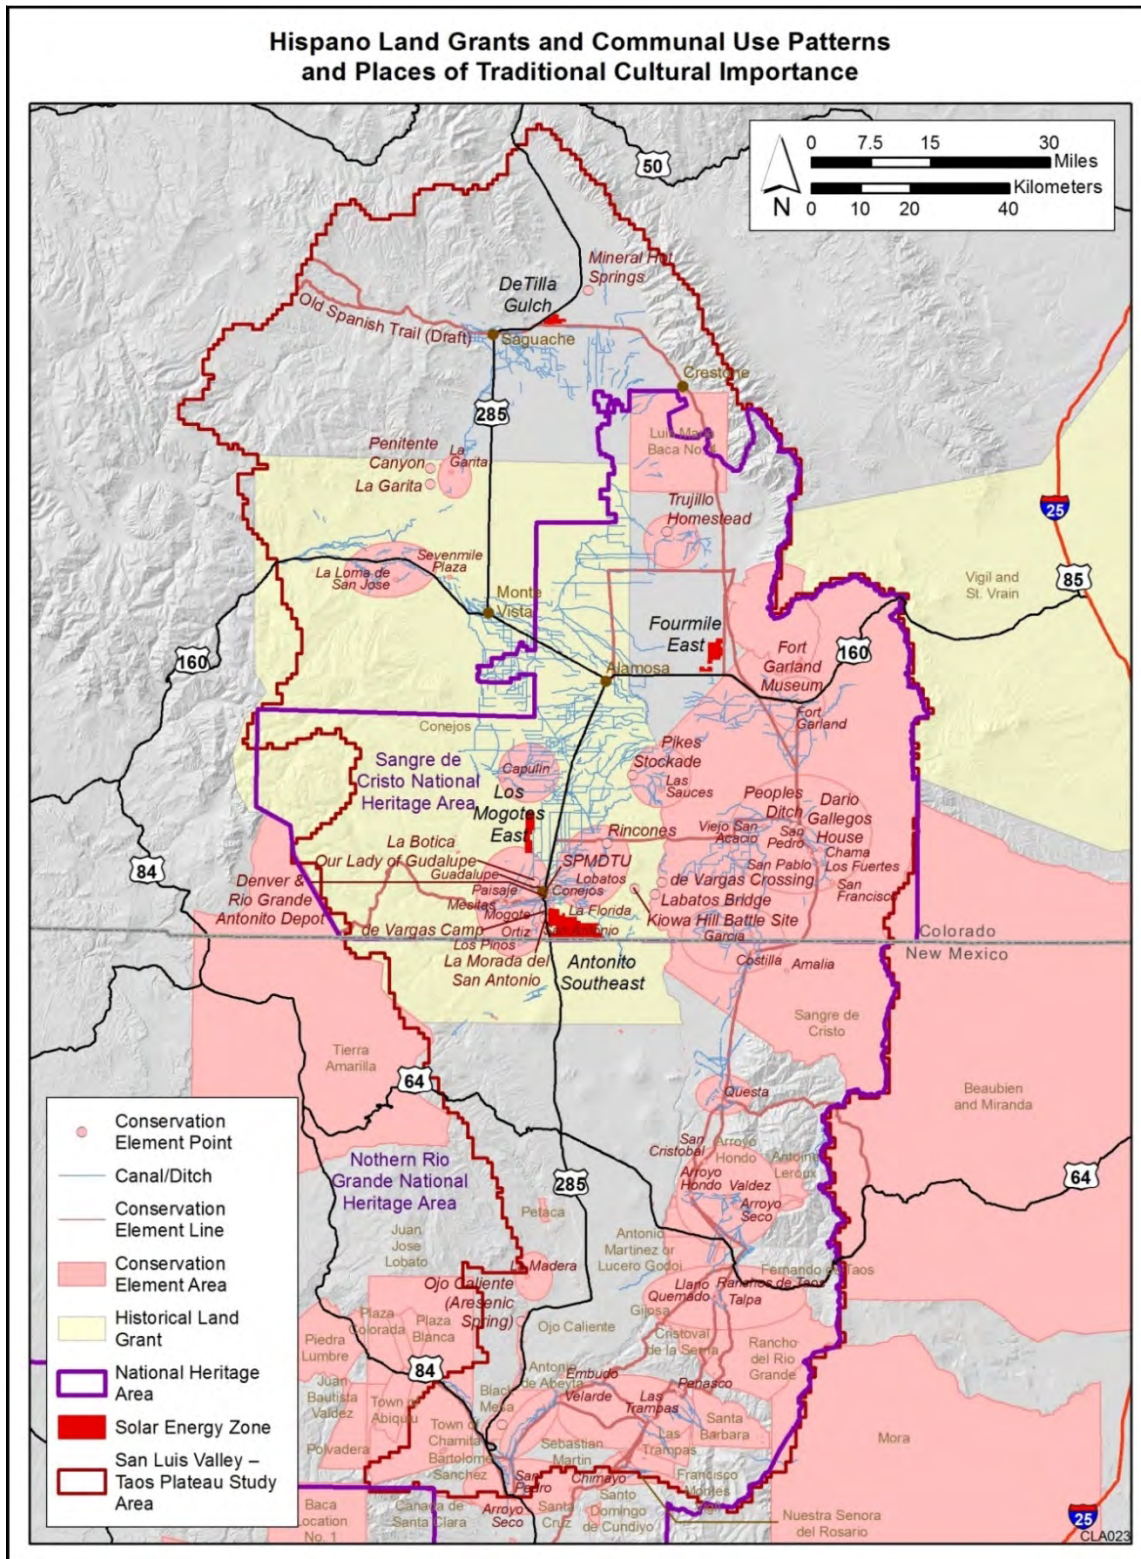 Hispano Land Grants and Communal Use Patterns
and Places of Traditional Cultural Importance
0 7.5 15 30
Miles
Kilometers
0 10 20 40
N
50
Mineral Hot
Springs
DeTilla
Gulch
Old Spanish Trail (Draft)
Saguache
Crestone
285
Luis Maria
Baca No. 4
Penitente
Canyon
La
Garita
La Garita
Trujillo
Homestead
25
Sevenmile
Plaza
La Loma de
San Jose
Vigil and
St. Vrain
85
Monte
Vista
Fourmile
East
160
Fort
Garland
Museum
160
Alamosa
Conejos
Fort
Garland
Sangre de
Cristo National
Heritage Area
Capulin
Pikes
Stockade
Las
Sauces
Los
Mogotes
East
Peoples
Ditch
Dario
Gallegos
House
La Botica
Rincones
Viejo San
Acacio
San
Pedro
Chama
Our Lady of Gudalupe
SPMDTU
San Pablo
Los Fuertes
84
Guadalupe
Lobatos
de Vargas Crossing
Denver &
Rio Grande
Antonito Depot
Paisaje
Conejos
San
Francisco
Mesitas
Labatos Bridge
Mogote
La Florida
Kiowa Hill Battle Site
de Vargas Camp
Ortiz
San Antonio
Garcia
Colorado
New Mexico
Los Pinos
La Morada del
San Antonio
Antonito
Southeast
Costilla
Amalia
Sangre de
Cristo
Tierra
Amarilla
64
Questa
Beaubien
and Miranda
San
Cristobal
Arroyo
Hondo
Antoine
Leroux
Nothern Rio
Grande National
Heritage Area
285
Arroyo
Hondo
Valdez
Arroyo
Seco
64
Petaca
Juan
Jose
Lobato
Antonio
Martinez or
Lucero Godoi
La Madera
Fernando de Taos
Ojo Caliente
(Aresenic
Spring)
Llano
Quemado
Ranchos de Taos
Talpa
Gijosa
Plaza
Colorada
Plaza
Blanca
Ojo Caliente
Cristoval
de la Serna
Rancho
del Rio
Grande
Piedra
Lumbre
84
Antonio
de Abeyta
Embudo
Penasco
Juan
Bautista
Valdez
Town of
Abiquiu
Black
Mesa
Velarde
Las
Trampas
Santa
Barbara
Town of
Chamita
Las
Trampas
Mora
Polvadera
Bartolome
Sanchez
Sebastian
Martin
San
Pedro
Chimayo
Francisco
Montes
Vigil
Baca
Location
No. 1
Canada de
Santa Clara
Arroyo
Seco
Santa
Cruz
Santo
Domingo
de Cundiyo
Nuestra Senora
del Rosario
25
CLA023
Conservation
Element Point
Canal/Ditch
Conservation
Element Line
Conservation
Element Area
Historical Land
Grant
National Heritage
Area
Solar Energy Zone
San Luis Valley –
Taos Plateau Study
Area